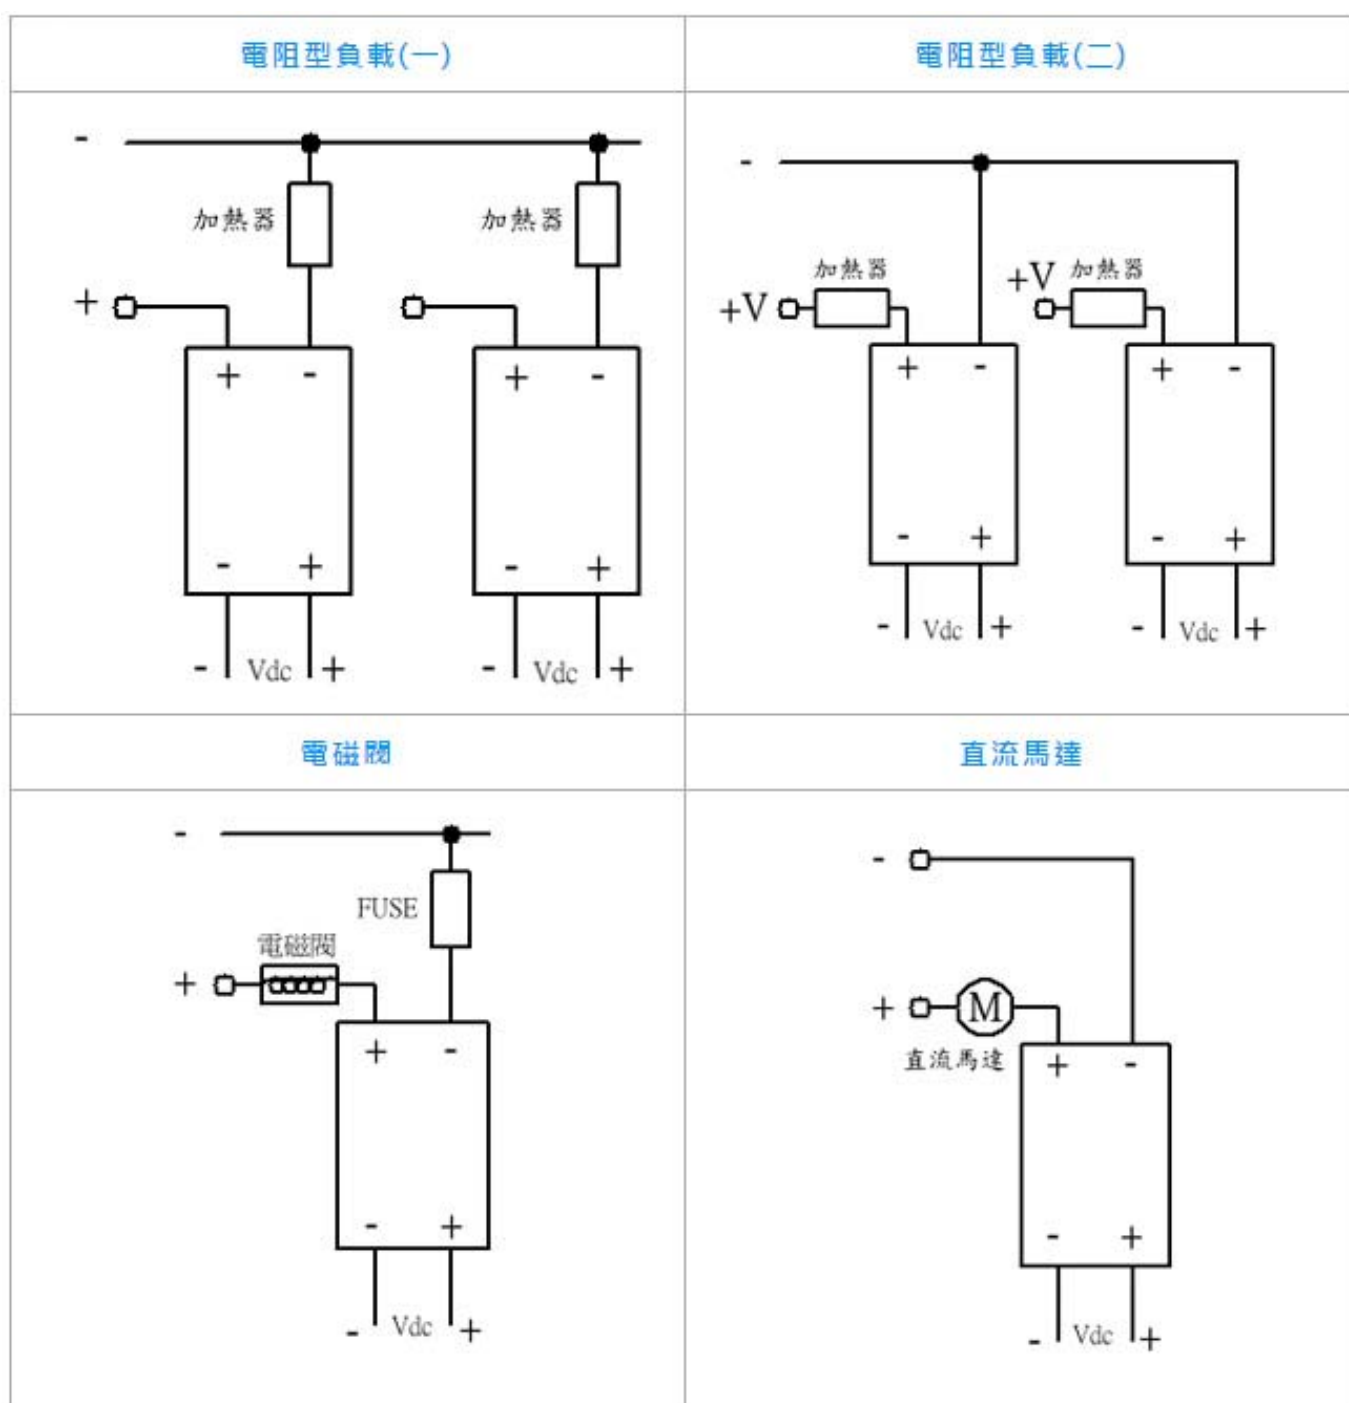 電阻型負載(一)
電阻型負載(二)
-
加熱器
加熱器
+
+ -
+ -
- +
- +
- Vdc +
- Vdc +
-
加熱器
+V 加熱器
+V
+ -
+ -
- +
- +
- Vdc +
- Vdc +
電磁閥
直流馬達
-
FUSE
電磁閥
+
+ -
- +
- Vdc +
-
+ M
直流馬達
+ -
- +
- Vdc +